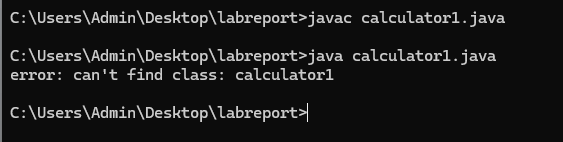 C:\Users\Admin\Desktop\labreport>javac calculator1.java
C:\Users\Admin\Desktop\labreport>java calculator1.java
error: can't find class: calculator1
C:\Users\Admin\Desktop\labreport>